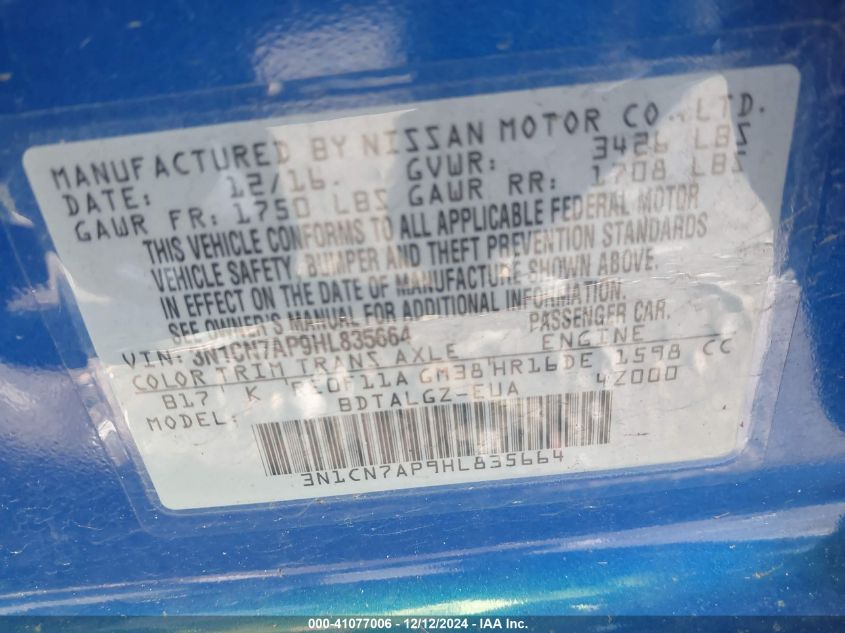 MANUFACTURED BY NISSAN MOTOR CO., LTD.
DATE: 12/16. GVWR: 3426 LBS
GAWR FR: 1750 LBS GAWR RR: 1708 LBS
THIS VEHICLE CONFORMS TO ALL APPLICABLE FEDERAL MOTOR
VEHICLE SAFETY, BUMPER AND THEFT PREVENTION STANDARDS
IN EFFECT ON THE DATE OF MANUFACTURE SHOWN ABOVE.
SEE OWNER'S MANUAL FOR ADDITIONAL INFORMATION.
VIN: 3N1CN7AP9HL835664 PASSENGER CAR.
COLOR TRIM TRANS AXLE ENGINE
B17 K RE0F11A GM38 HR16DE 1598 CC
MODEL: BDTALGZ-EUA 4Z000
3N1CN7AP9HL835664
000-41077006 - 12/12/2024 - IAA Inc.